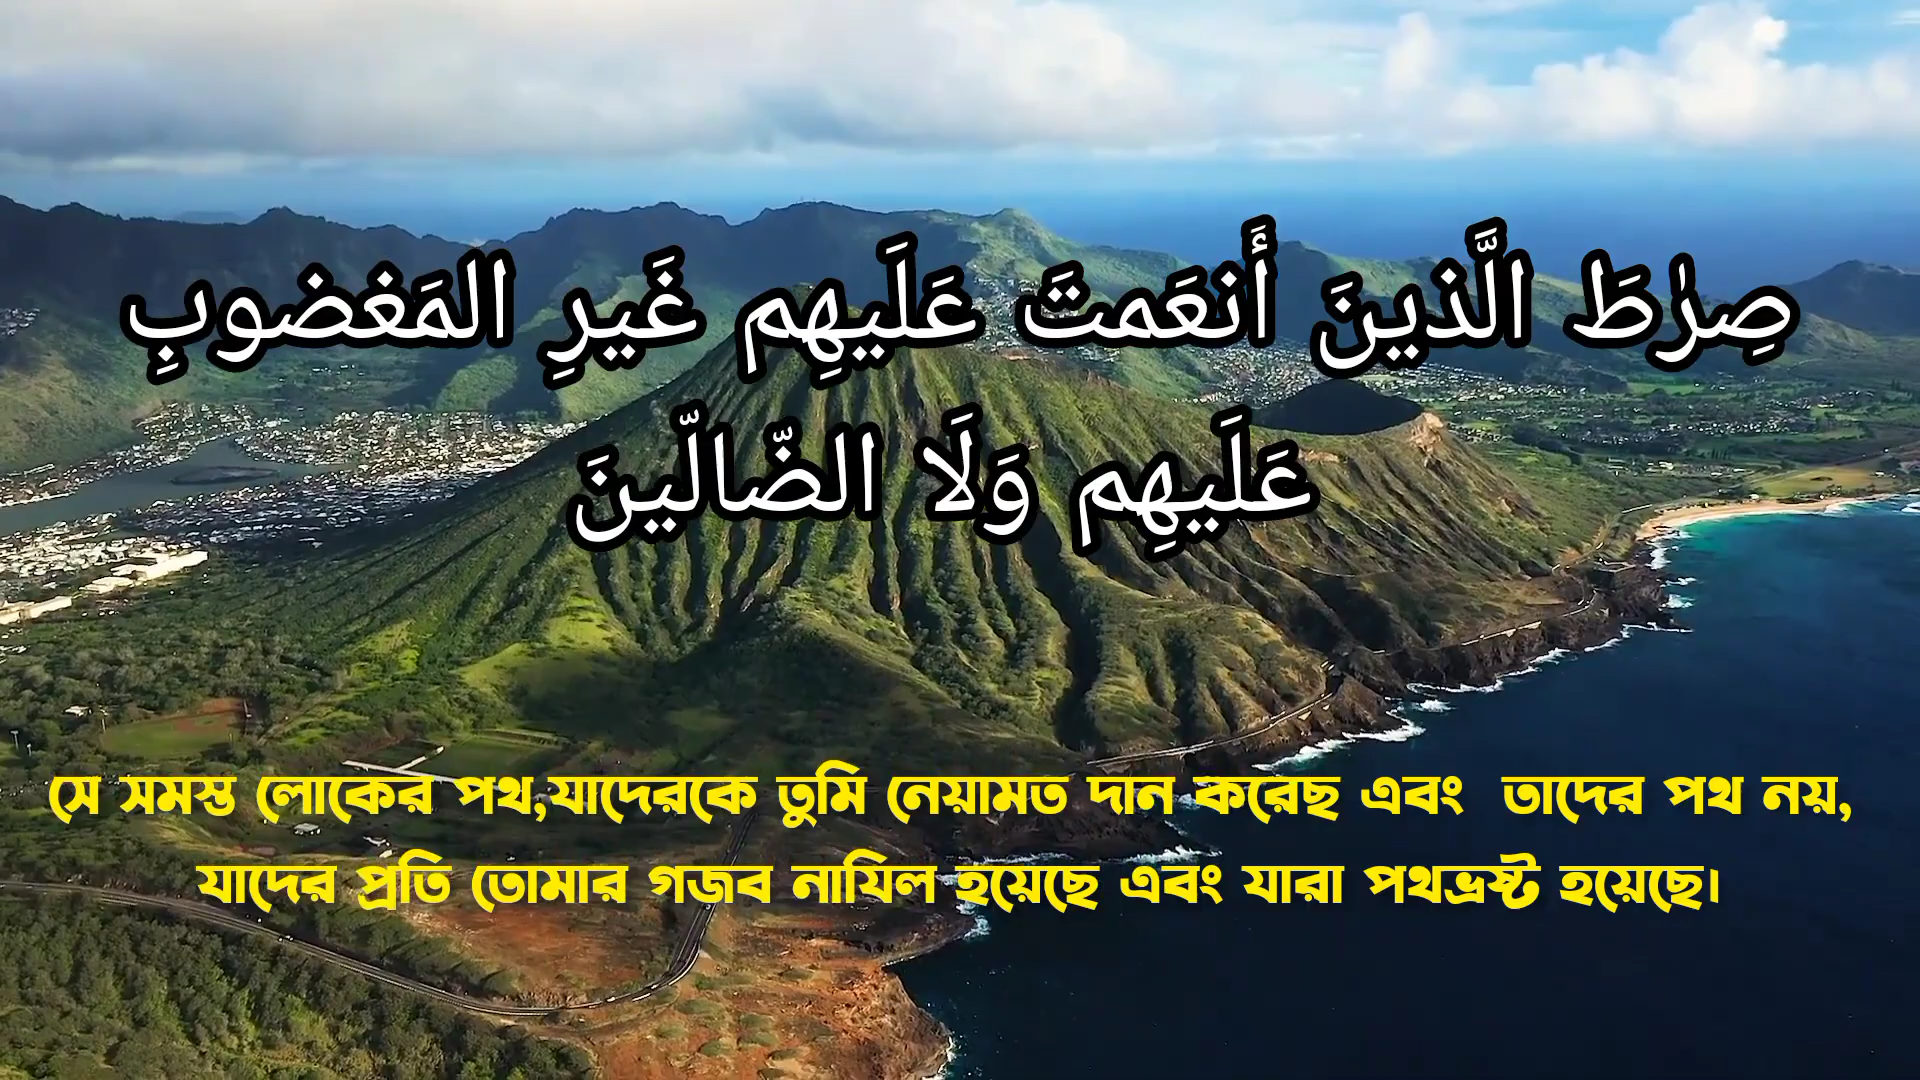 صِرٰطَ الَّذينَ أَنعَمتَ عَلَيهِم غَيرِ المَغضوبِ
عَلَيهِم وَلَا الضّالّينَ
সে সমস্ত লোকের পথ,যাদেরকে তুমি নেয়ামত দান করেছ এবং  তাদের পথ নয়,
যাদের প্রতি তোমার গজব নাযিল হয়েছে এবং যারা পথভ্রষ্ট হয়েছে।